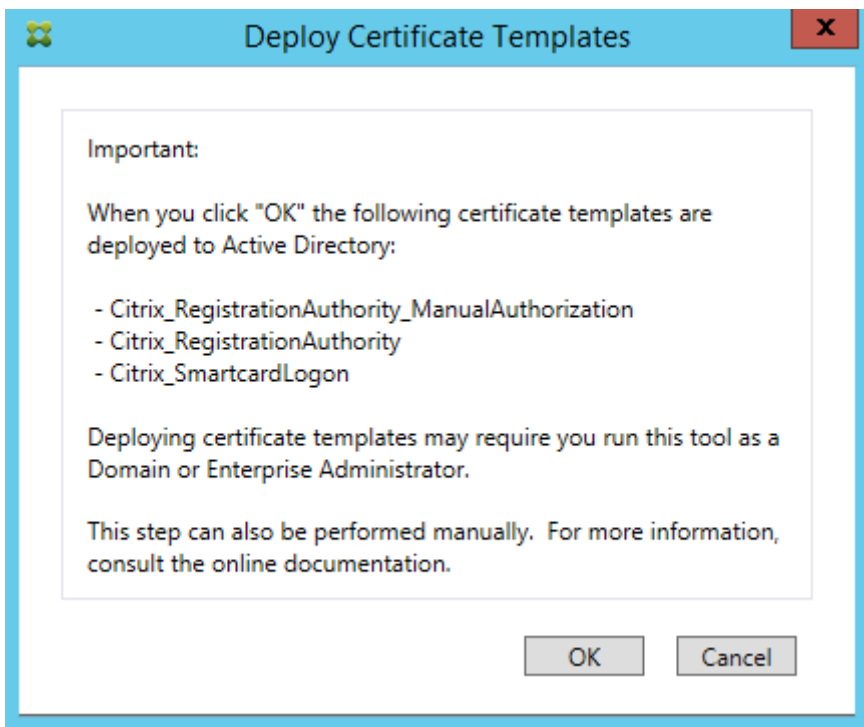 Deploy Certificate Templates
x
Important:
When you click "OK" the following certificate templates are
deployed to Active Directory:
- Citrix_RegistrationAuthority_ManualAuthorization
- Citrix_RegistrationAuthority
- Citrix_SmartcardLogon
Deploying certificate templates may require you run this tool as a
Domain or Enterprise Administrator.
This step can also be performed manually.  For more information,
consult the online documentation.
OK
Cancel